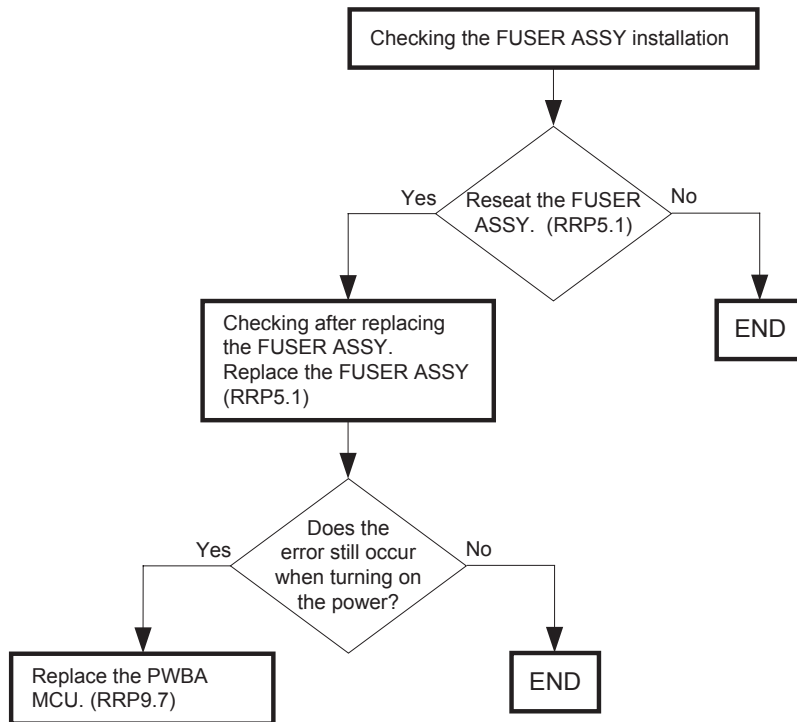 Checking the FUSER ASSY installation
Reseat the FUSER
ASSY.  (RRP5.1)
Yes
No
Checking after replacing
the FUSER ASSY.
Replace the FUSER ASSY
(RRP5.1)
END
Does the
error still occur
when turning on
the power?
Yes
No
Replace the PWBA
MCU. (RRP9.7)
END